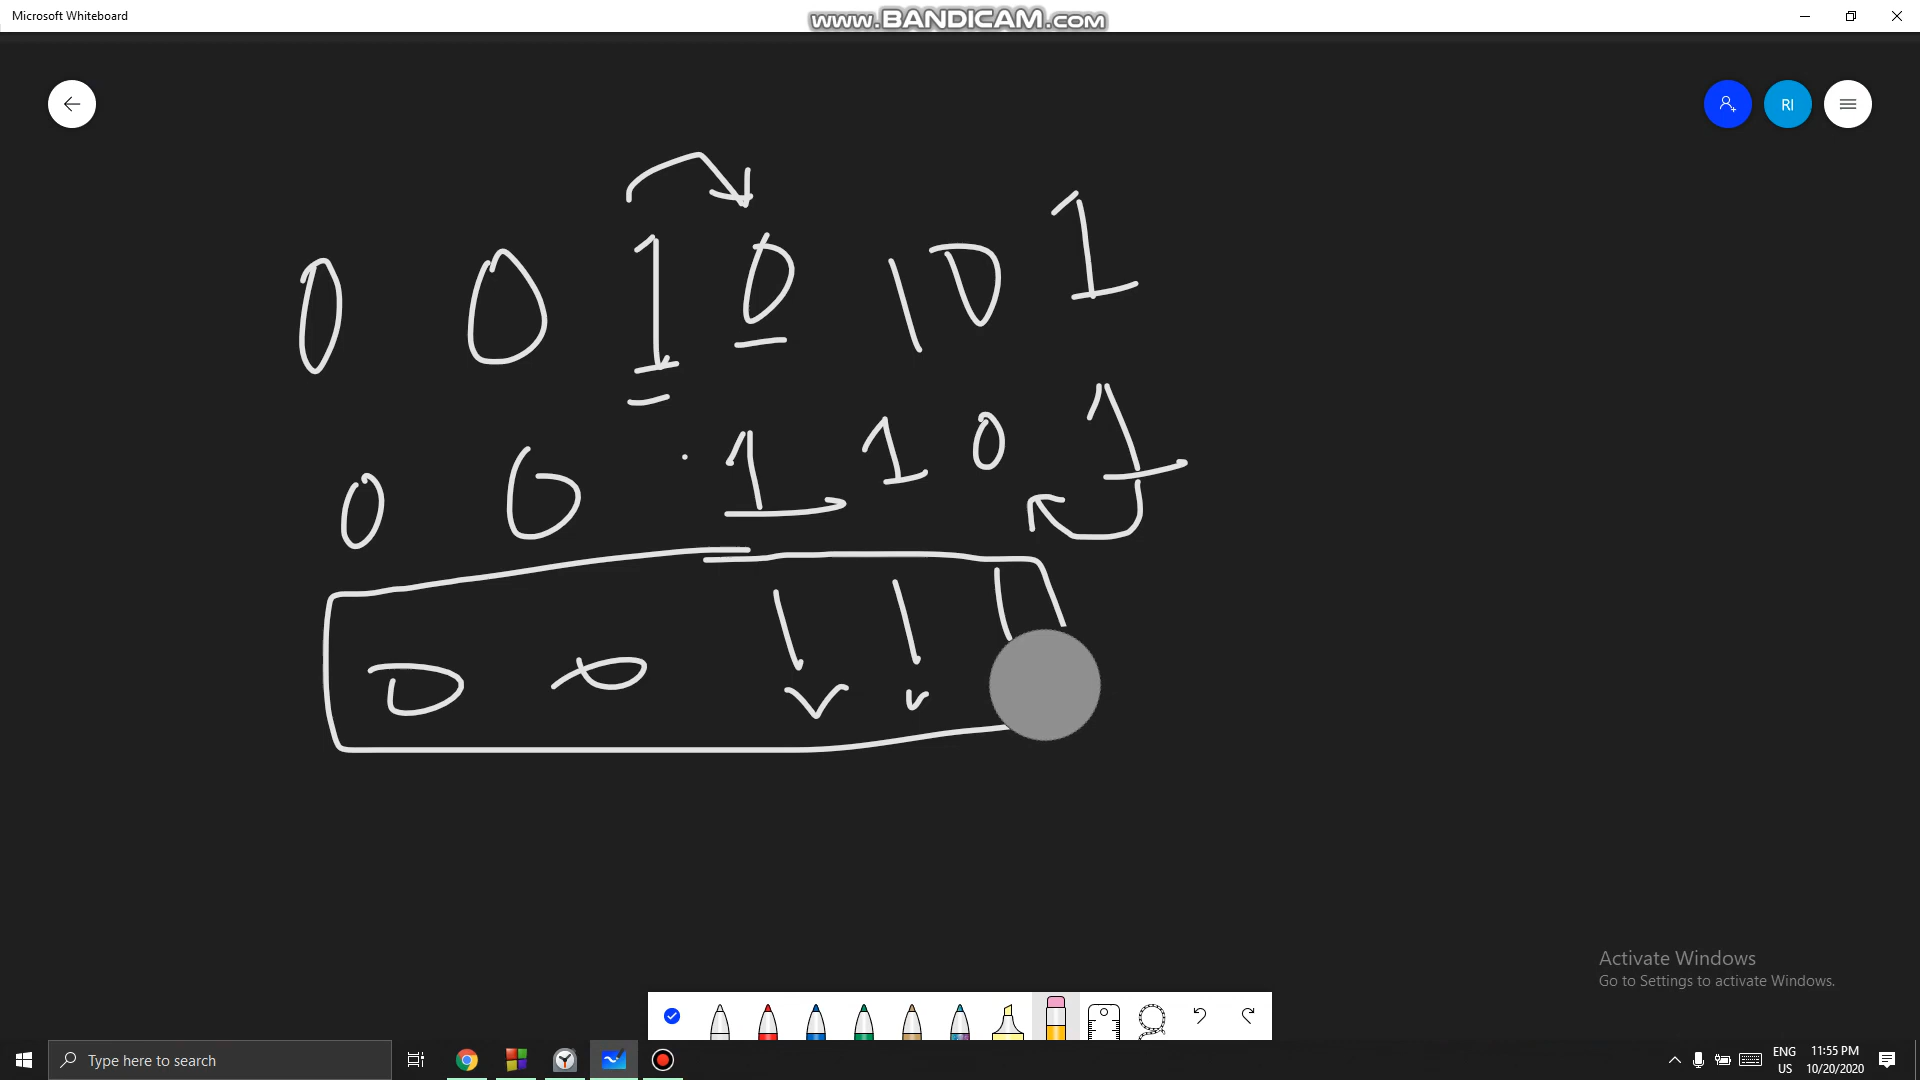 Microsoft Whiteboard
www.BANDICAM.com
RI
0 0 1 0 1 0 1
0 0 1 1 0 1
0 0 1 1 1
Activate Windows
Go to Settings to activate Windows.
Type here to search
ENG
US
11:55 PM
10/20/2020